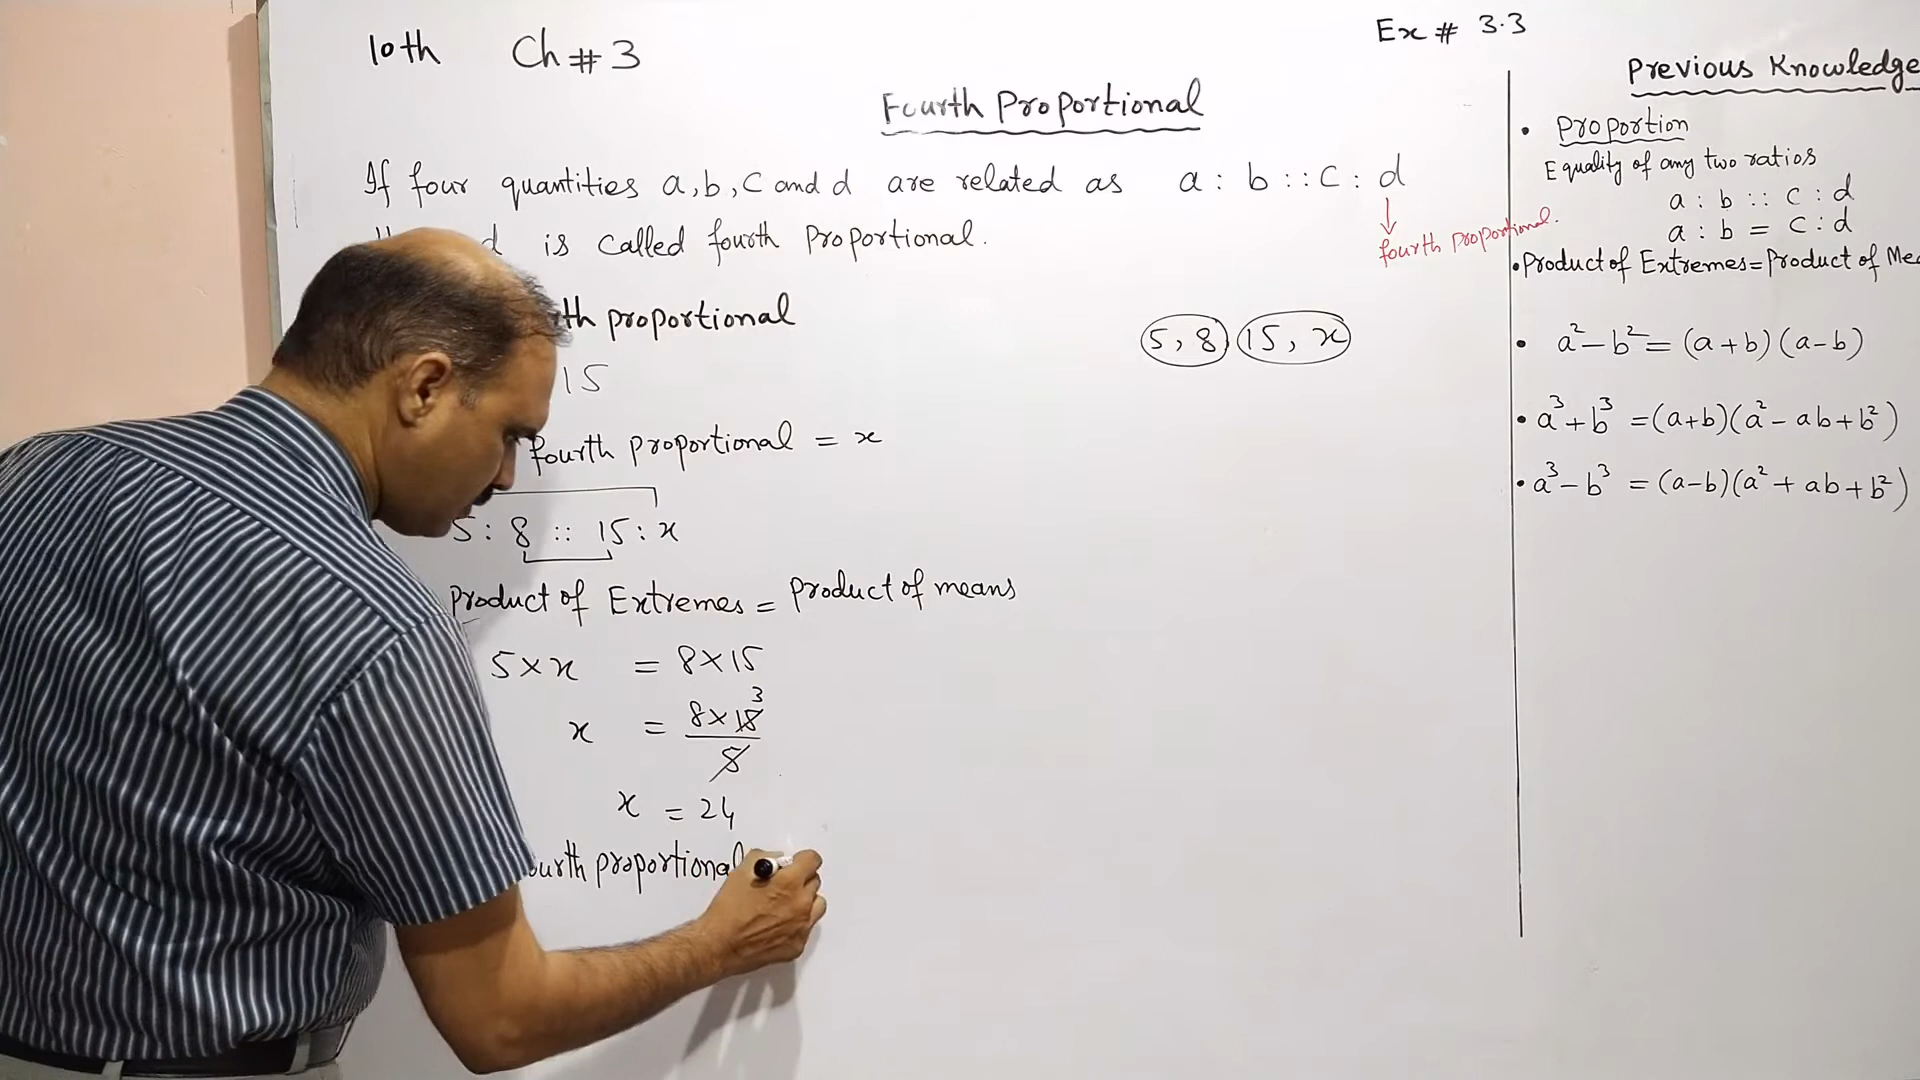 10th Ch # 3
Ex # 3.3
Fourth Proportional
If four quantities a, b, c and d are related as a : b :: c : d
d is called fourth proportional.
↓
fourth proportional.
th proportional
15
5, 8 15, x
fourth proportional = x
5 : 8 :: 15 : x
Product of Extremes = Product of means
5 × x = 8 × 15
3
x = 8 × 15
5
x = 24
ourth proportional
Previous Knowledge
• Proportion
Equality of any two ratios
a : b :: c : d
a : b = c : d
• Product of Extremes = Product of Mea
• a² − b² = (a + b)(a − b)
• a³ + b³ = (a+b)(a² − ab + b²)
• a³ − b³ = (a−b)(a² + ab + b²)